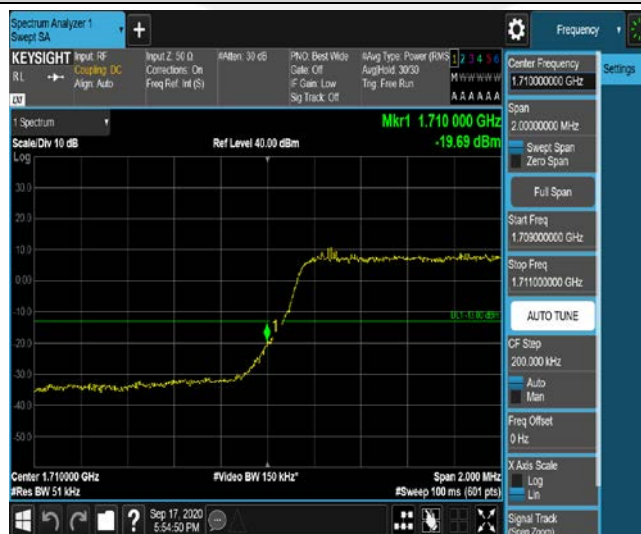 Spectrum Analyzer 1
Swept SA
+
Frequency
KEYSIGHT
RL
Input: RF
Coupling: DC
Align: Auto
Input Z: 50 Ω
Corrections: On
Freq Ref: Int (S)
#Atten: 30 dB
PNO: Best Wide
Gate: Off
IF Gain: Low
Sig Track: Off
#Avg Type: Power (RMS
Avg|Hold: 30/30
Trig: Free Run
1 2 3 4 5 6
M W W W W W
A A A A A A
1 Spectrum
Scale/Div 10 dB
Log
Ref Level 40.00 dBm
Mkr1 1.710 000 GHz
-19.69 dBm
30.0
20.0
10.0
0.00
-10.0
-20.0
-30.0
-40.0
-50.0
DL1 -13.00 dBm
1
Center 1.710000 GHz
#Res BW 51 kHz
#Video BW 150 kHz*
Span 2.000 MHz
#Sweep 100 ms (601 pts)
Center Frequency
1.710000000 GHz
Span
2.00000000 MHz
Swept Span
Zero Span
Full Span
Start Freq
1.709000000 GHz
Stop Freq
1.711000000 GHz
AUTO TUNE
CF Step
200.000 kHz
Auto
Man
Freq Offset
0 Hz
X Axis Scale
Log
Lin
Signal Track
(Span Zoom)
Settings
?
Sep 17, 2020
5:54:50 PM